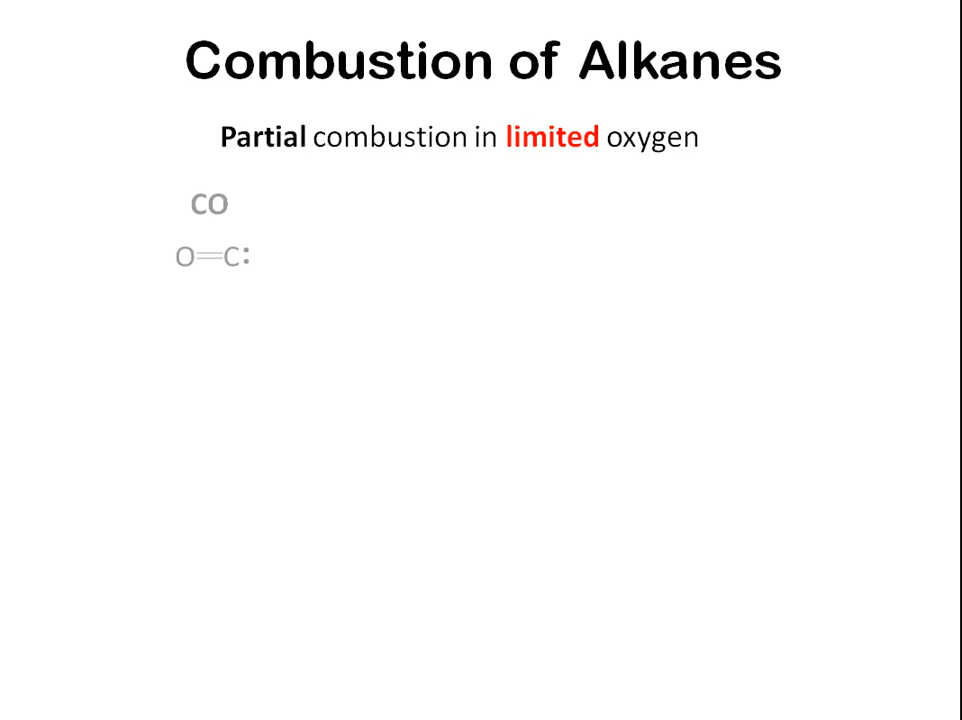 Combustion of Alkanes
Partial combustion in limited oxygen
CO
O=C: